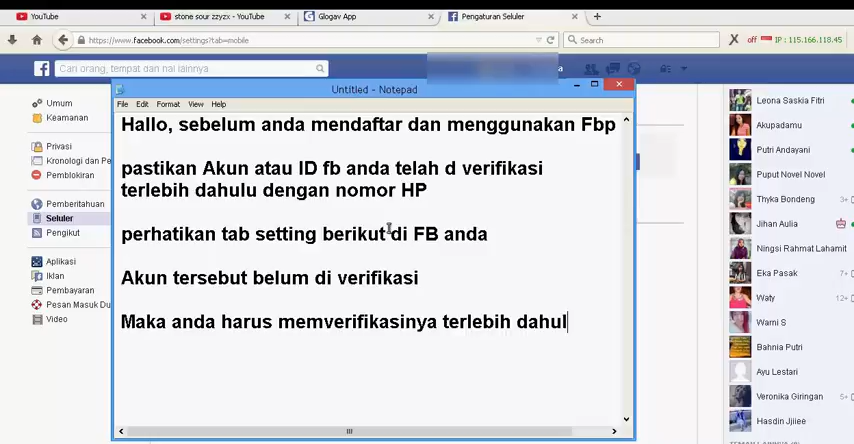 YouTube
stone sour zzyzx - YouTube
Glogav App
Pengaturan Seluler
https://www.facebook.com/settings?tab=mobile
Search
off
IP : 115.166.118.45
Cari orang, tempat dan hal lainnya
a
Untitled - Notepad
File Edit Format View Help
Hallo, sebelum anda mendaftar dan menggunakan Fbp
pastikan Akun atau ID fb anda telah d verifikasi
terlebih dahulu dengan nomor HP
perhatikan tab setting berikut di FB anda
Akun tersebut belum di verifikasi
Maka anda harus memverifikasinya terlebih dahul
Umum
Keamanan
Privasi
Kronologi dan Pe
Pemblokiran
Pemberitahuan
Seluler
Pengikut
Aplikasi
Iklan
Pembayaran
Pesan Masuk Du
Video
Leona Saskia Fitri
Akupadamu
Putri Andayani
Puput Novel Novel
Thyka Bondeng 3+
Jihan Aulia
Ningsi Rahmat Lahamit
Eka Pasak 7+
Waty 12+
Warni S
Bahnia Putri
Ayu Lestari
Veronika Giringan 5+
Hasdin Jjiiee